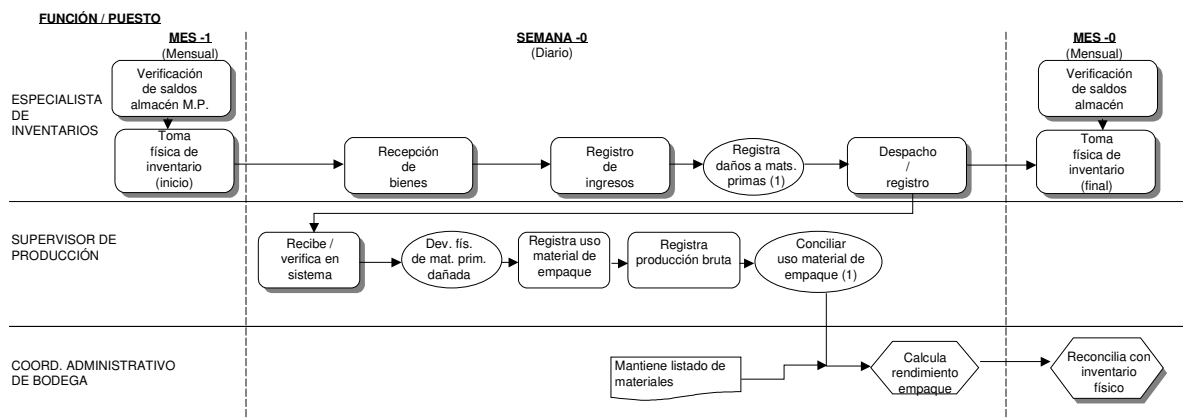 FUNCIÓN / PUESTO
MES -1
(Mensual)
SEMANA -0
(Diario)
MES -0
(Mensual)
ESPECIALISTA
DE
INVENTARIOS
Verificación
de saldos
almacén M.P.
Toma
física de
inventario
(inicio)
Recepción
de
bienes
Registro
de
ingresos
Registra
daños a mats.
primas (1)
Despacho
/
registro
Verificación
de saldos
almacén
Toma
física de
inventario
(final)
SUPERVISOR DE
PRODUCCIÓN
Recibe /
verifica en
sistema
Dev. fís.
de mat. prim.
dañada
Registra uso
material de
empaque
Registra
producción bruta
Conciliar
uso material de
empaque (1)
COORD. ADMINISTRATIVO
DE BODEGA
Mantiene listado de
materiales
Calcula
rendimiento
empaque
Reconcilia con
inventario
físico